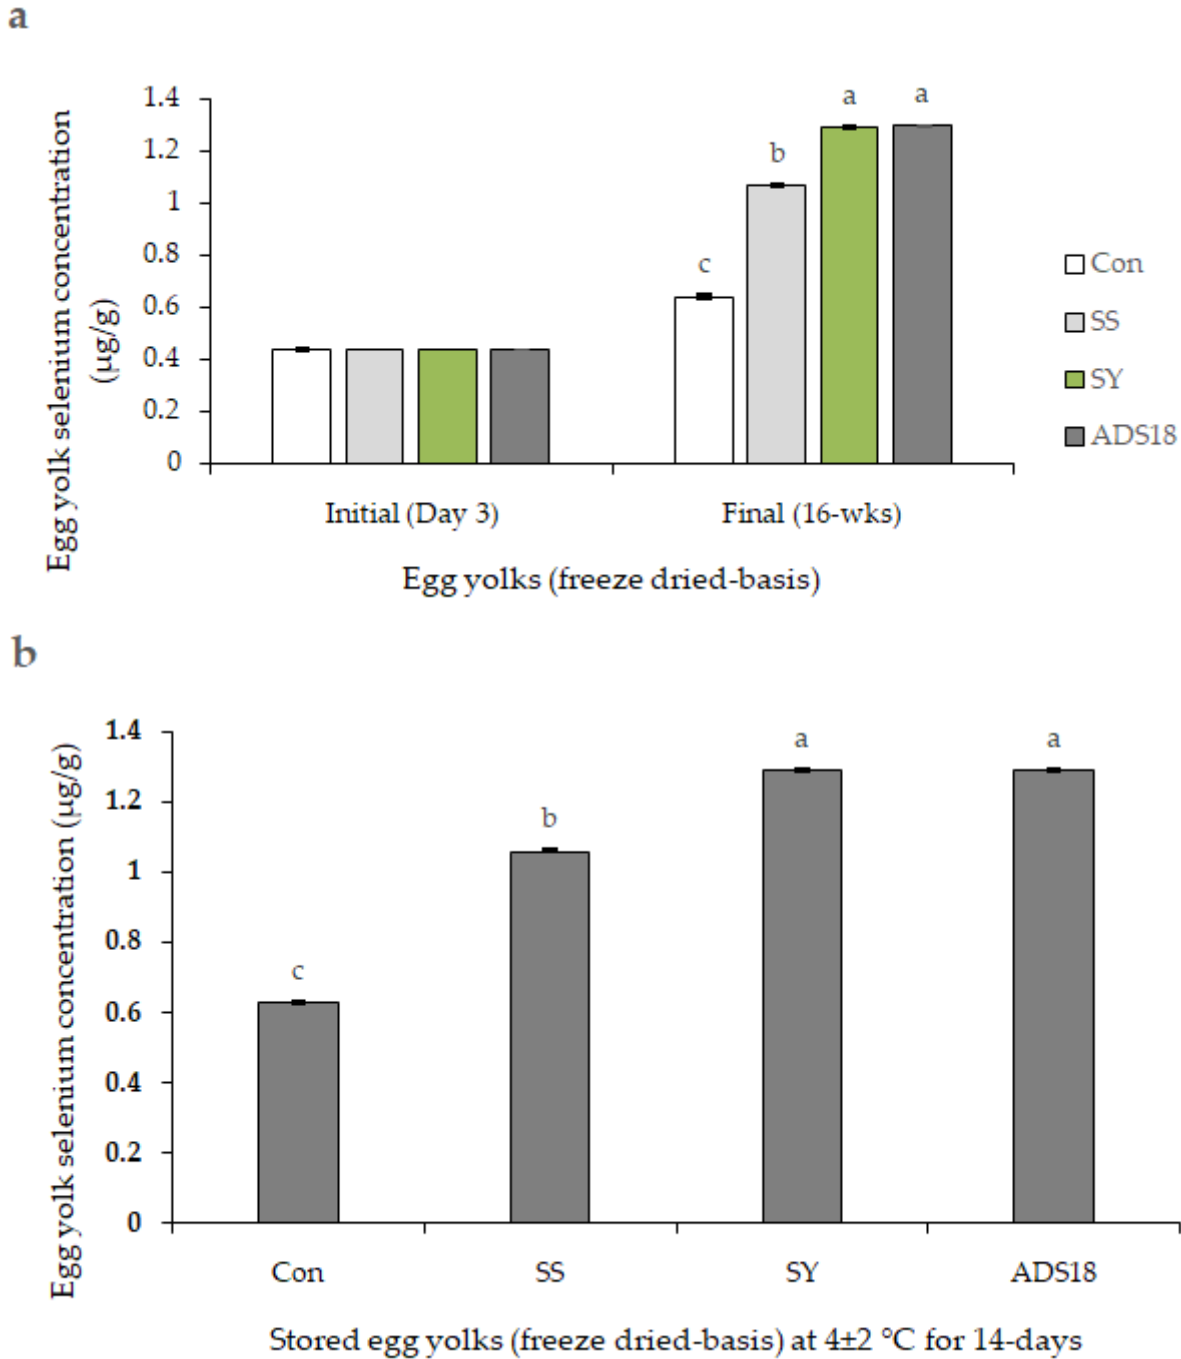 a
Egg yolk selenium concentration
(µg/g)
1.4
1.2
1
0.8
0.6
0.4
0.2
0
c
b
a
a
Initial (Day 3)
Final (16-wks)
Egg yolks (freeze dried-basis)
Con
SS
SY
ADS18
b
Egg yolk selenium concentration (µg/g)
1.4
1.2
1
0.8
0.6
0.4
0.2
0
c
b
a
a
Con
SS
SY
ADS18
Stored egg yolks (freeze dried-basis) at 4±2 °C for 14-days